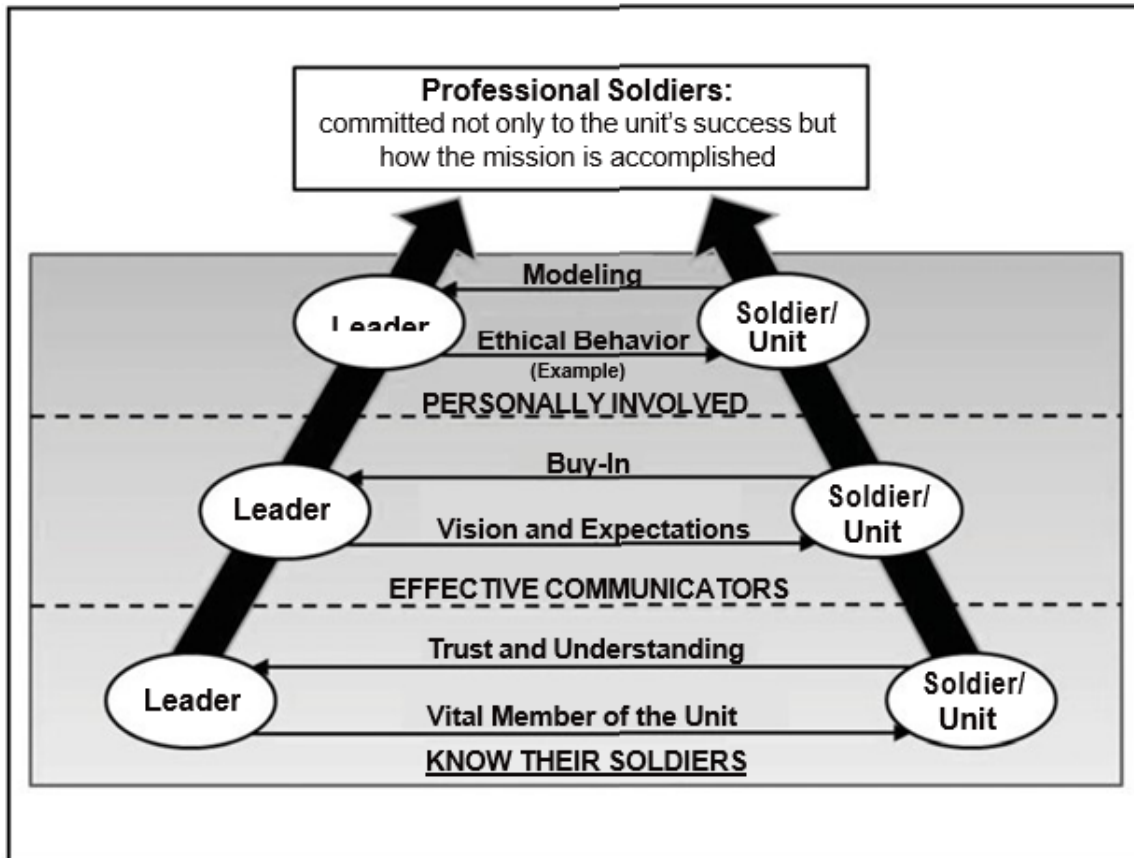 Professional Soldiers:
committed not only to the unit's success but
how the mission is accomplished
Modeling
Leader
Soldier/
Unit
Ethical Behavior
(Example)
PERSONALLY INVOLVED
Buy-In
Leader
Soldier/
Unit
Vision and Expectations
EFFECTIVE COMMUNICATORS
Trust and Understanding
Leader
Soldier/
Unit
Vital Member of the Unit
KNOW THEIR SOLDIERS